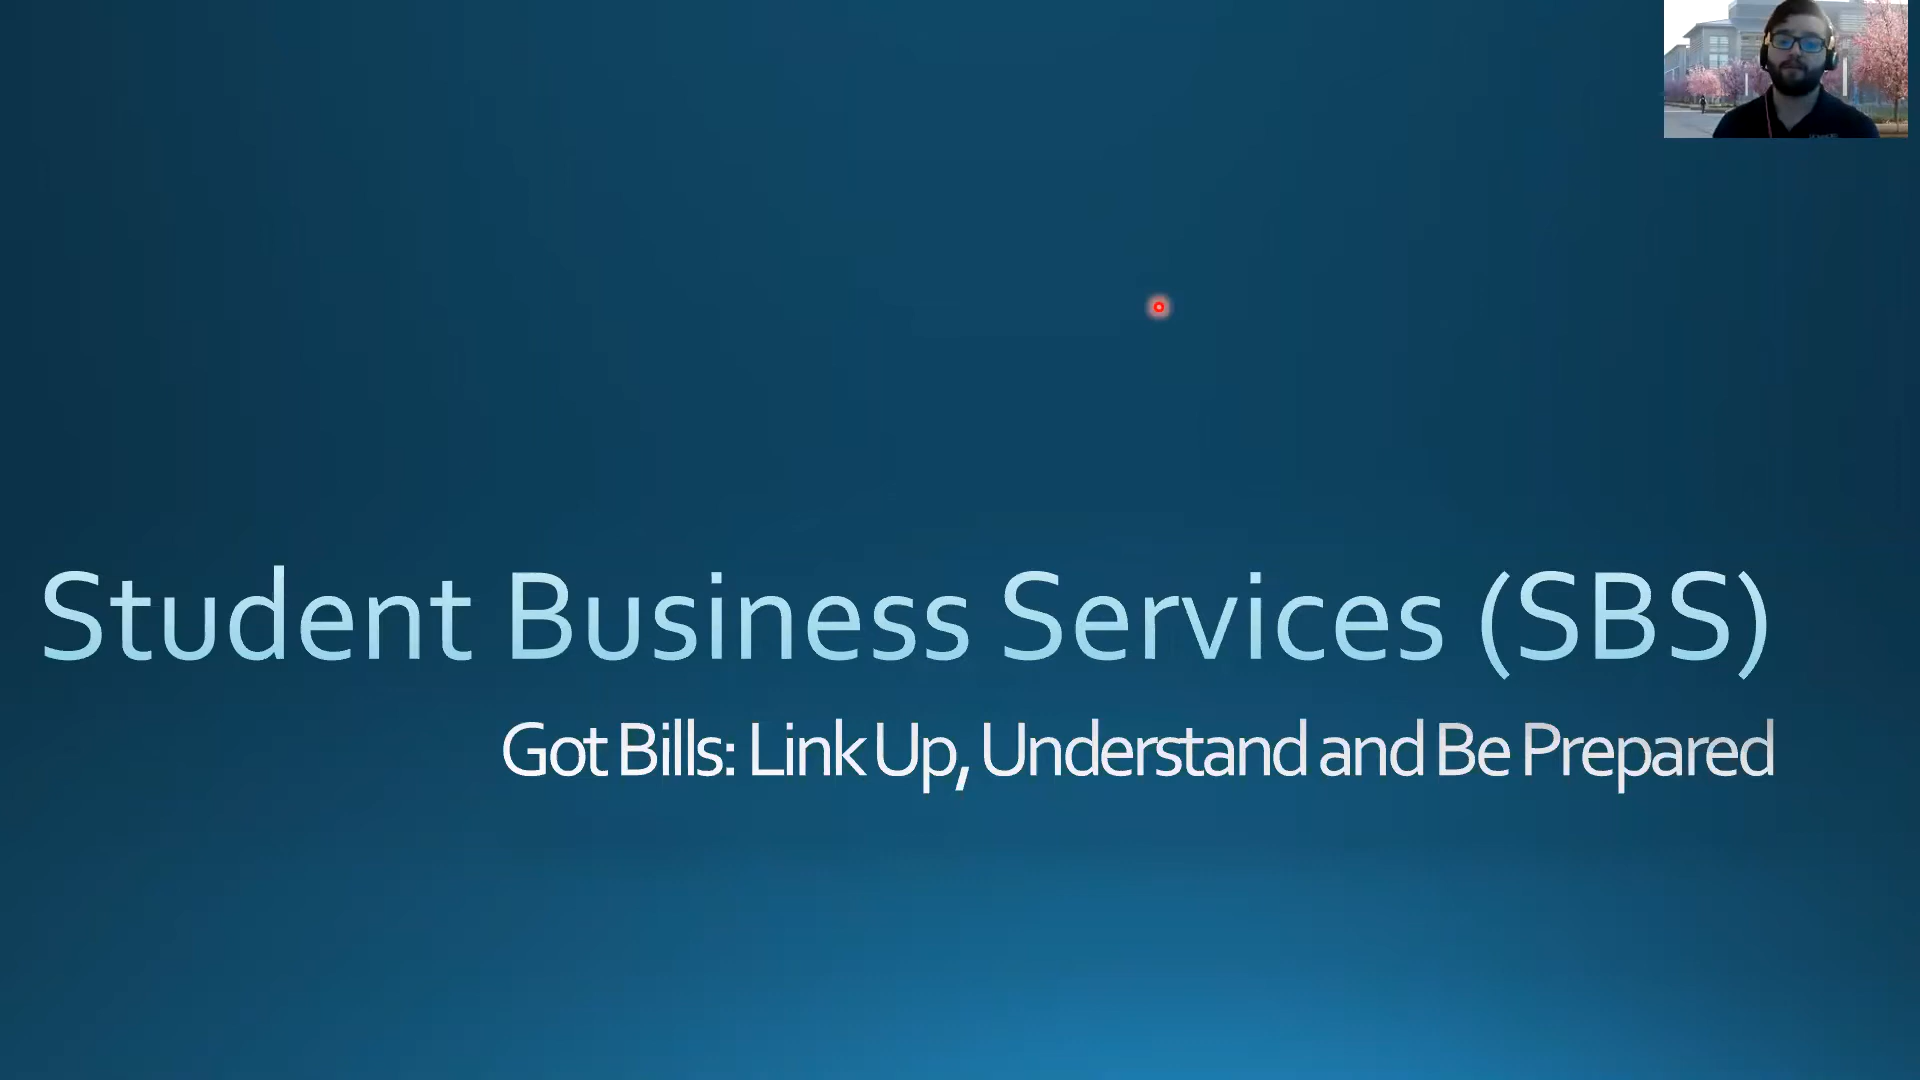 Student Business Services (SBS)
Got Bills: Link Up, Understand and Be Prepared